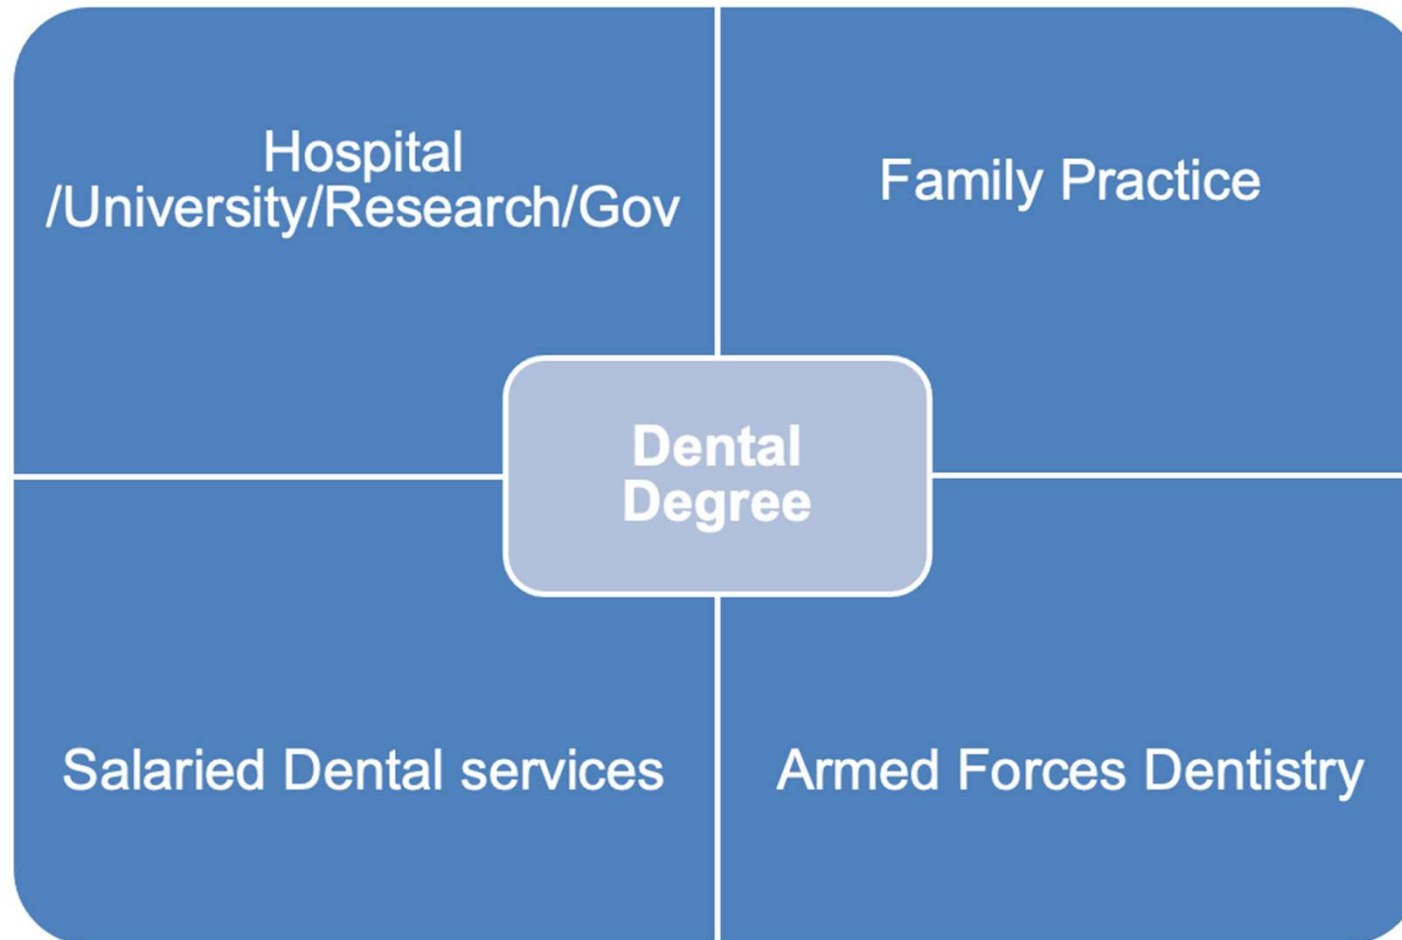 Hospital
/University/Research/Gov
Family Practice
Dental
Degree
Salaried Dental services
Armed Forces Dentistry